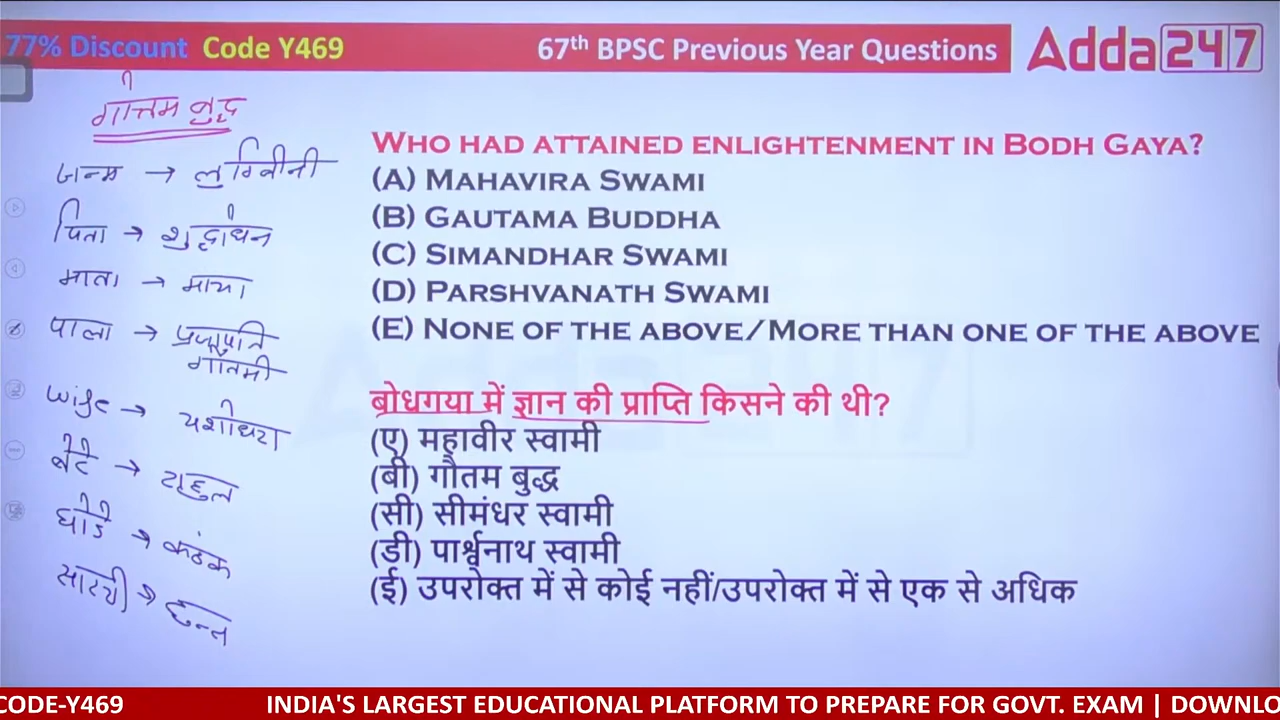 77% Discount Code Y469
67th BPSC Previous Year Questions
Adda247
गौत्तम बुद्ध
जन्म → लुम्बिनी
पिता → शुद्धोधन
माता → माया
पाला → प्रजापति
गौतमी
Wife → यशोधरा
बेटे → राहुल
घोडे → कंठक
सारथी → छन्न
WHO HAD ATTAINED ENLIGHTENMENT IN BODH GAYA?
(A) MAHAVIRA SWAMI
(B) GAUTAMA BUDDHA
(C) SIMANDHAR SWAMI
(D) PARSHVANATH SWAMI
(E) NONE OF THE ABOVE/MORE THAN ONE OF THE ABOVE
बोधगया में ज्ञान की प्राप्ति किसने की थी?
(ए) महावीर स्वामी
(बी) गौतम बुद्ध
(सी) सीमंधर स्वामी
(डी) पार्श्वनाथ स्वामी
(ई) उपरोक्त में से कोई नहीं/उपरोक्त में से एक से अधिक
CODE-Y469 INDIA'S LARGEST EDUCATIONAL PLATFORM TO PREPARE FOR GOVT. EXAM | DOWNLO